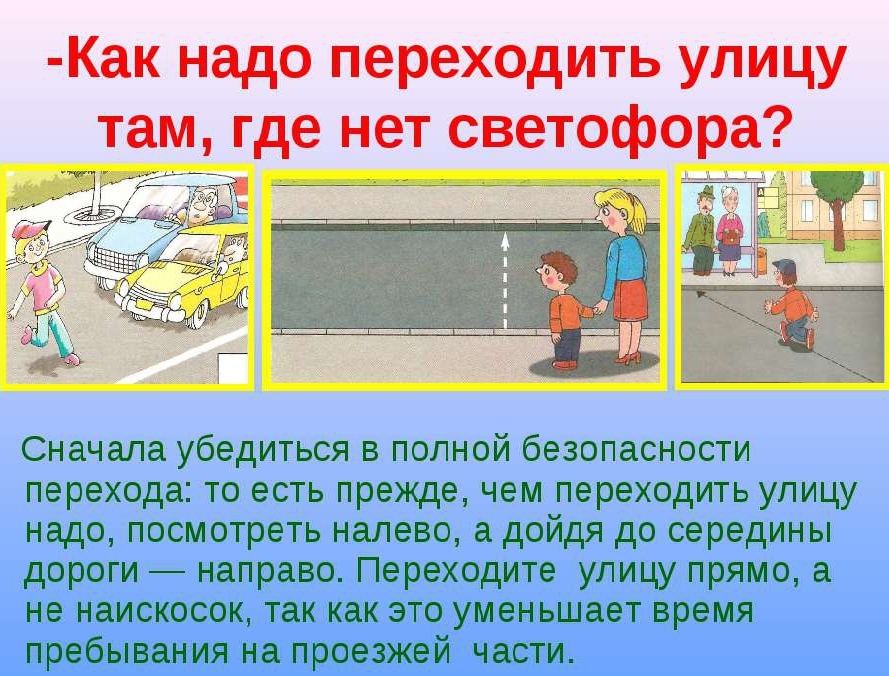 -Как надо переходить улицу
там, где нет светофора?
Сначала убедиться в полной безопасности
перехода: то есть прежде, чем переходить улицу
надо, посмотреть налево, а дойдя до середины
дороги — направо. Переходите улицу прямо, а
не наискосок, так как это уменьшает время
пребывания на проезжей части.